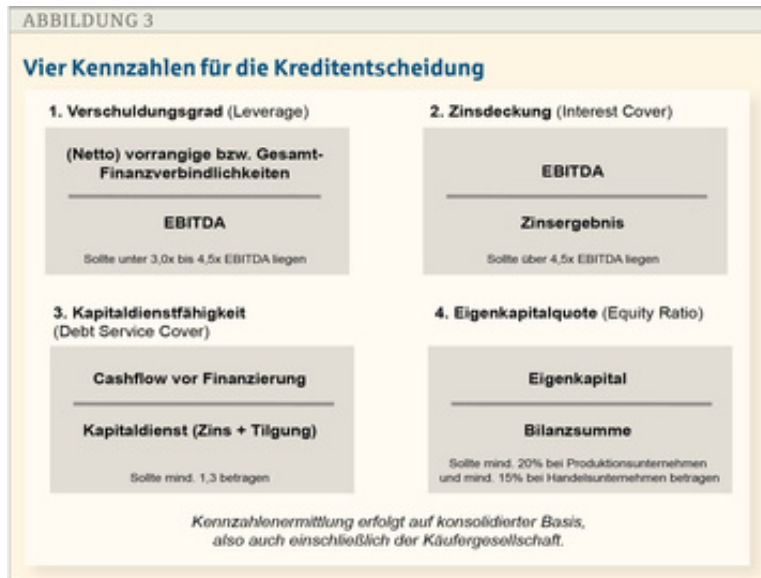 ABBILDUNG 3
Vier Kennzahlen für die Kreditentscheidung
1. Verschuldungsgrad (Leverage)
(Netto) vorrangige bzw. Gesamt-
Finanzverbindlichkeiten
EBITDA
Sollte unter 3,0x bis 4,5x EBITDA liegen
2. Zinsdeckung (Interest Cover)
EBITDA
Zinsergebnis
Sollte über 4,5x EBITDA liegen
3. Kapitaldienstfähigkeit
(Debt Service Cover)
Cashflow vor Finanzierung
Kapitaldienst (Zins + Tilgung)
Sollte mind. 1,3 betragen
4. Eigenkapitalquote (Equity Ratio)
Eigenkapital
Bilanzsumme
Sollte mind. 20% bei Produktionsunternehmen
und mind. 15% bei Handelsunternehmen betragen
Kennzahlenermittlung erfolgt auf konsolidierter Basis,
also auch einschließlich der Käufergesellschaft.